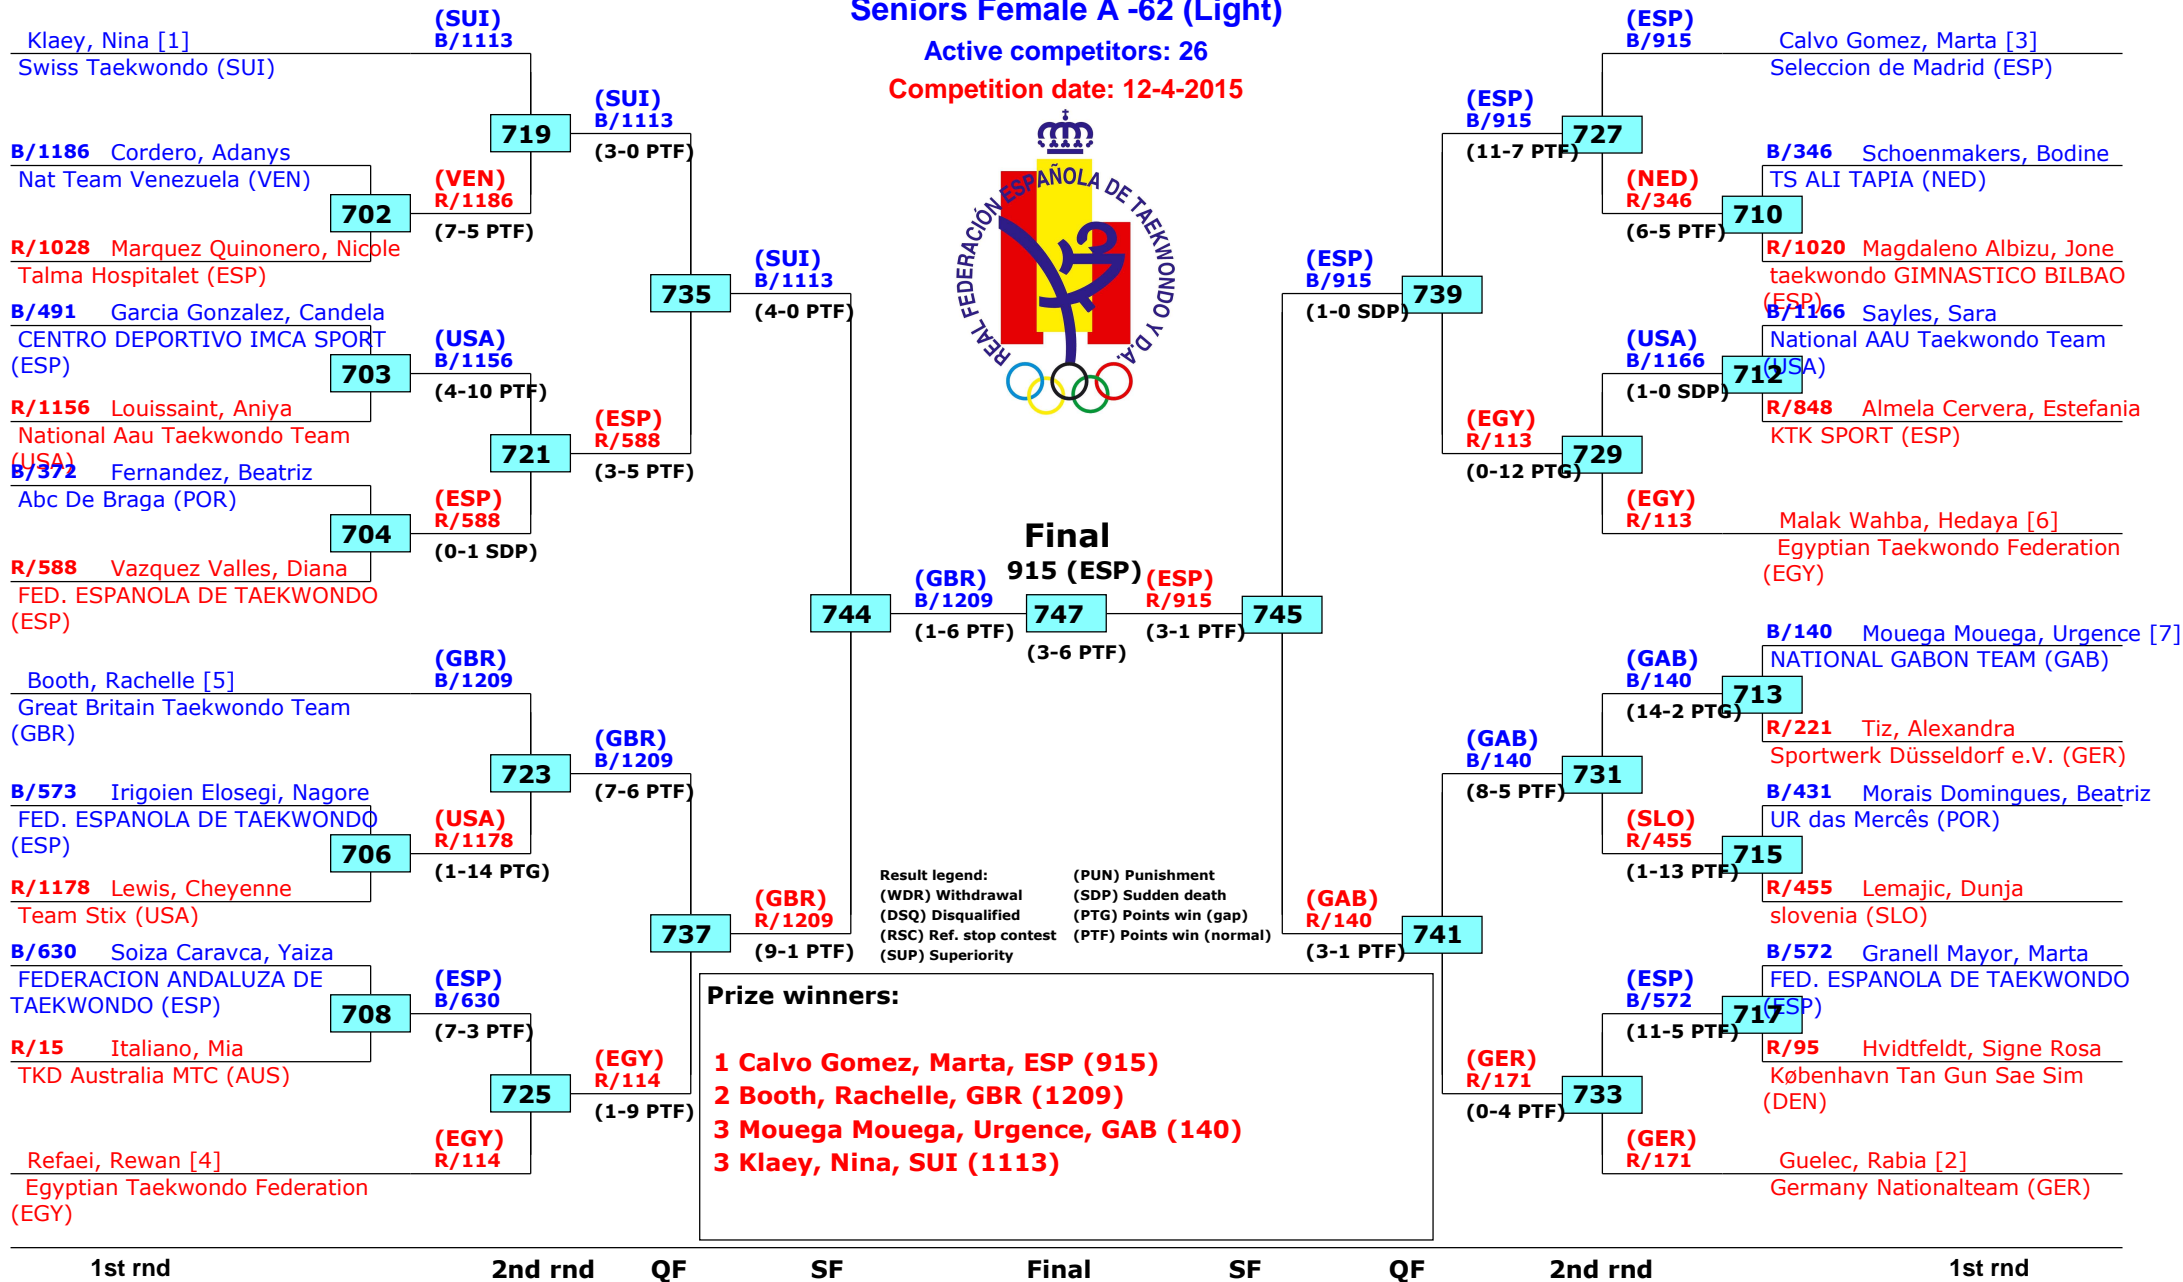 Seniors Female A -62 (Light)
Active competitors: 26
Competition date: 12-4-2015
REAL FEDERACIÓN ESPAÑOLA DE TAEKWONDO Y D.A.
Klaey, Nina [1]
Swiss Taekwondo (SUI)
(SUI)
B/1113
B/1186 Cordero, Adanys
Nat Team Venezuela (VEN)
702
R/1028 Marquez Quinonero, Nicole
Talma Hospitalet (ESP)
(VEN)
R/1186
(7-5 PTF)
719
(SUI)
B/1113
(3-0 PTF)
B/491 Garcia Gonzalez, Candela
CENTRO DEPORTIVO IMCA SPORT
(ESP)
703
R/1156 Louissaint, Aniya
National Aau Taekwondo Team
(USA)
(USA)
B/1156
(4-10 PTF)
B/372 Fernandez, Beatriz
Abc De Braga (POR)
704
R/588 Vazquez Valles, Diana
FED. ESPANOLA DE TAEKWONDO
(ESP)
(ESP)
R/588
(0-1 SDP)
721
(ESP)
R/588
(3-5 PTF)
735
(SUI)
B/1113
(4-0 PTF)
Booth, Rachelle [5]
Great Britain Taekwondo Team
(GBR)
(GBR)
B/1209
B/573 Irigoien Elosegi, Nagore
FED. ESPANOLA DE TAEKWONDO
(ESP)
706
R/1178 Lewis, Cheyenne
Team Stix (USA)
(USA)
R/1178
(1-14 PTG)
723
(GBR)
B/1209
(7-6 PTF)
B/630 Soiza Caravca, Yaiza
FEDERACION ANDALUZA DE
TAEKWONDO (ESP)
708
R/15 Italiano, Mia
TKD Australia MTC (AUS)
(ESP)
B/630
(7-3 PTF)
Refaei, Rewan [4]
Egyptian Taekwondo Federation
(EGY)
(EGY)
R/114
725
(EGY)
R/114
(1-9 PTF)
737
(GBR)
R/1209
(9-1 PTF)
744
(GBR)
B/1209
(1-6 PTF)
Final
915 (ESP)
747
(3-6 PTF)
(ESP)
R/915
(3-1 PTF)
745
(ESP)
B/915
(1-0 SDP)
739
(ESP)
B/915
(11-7 PTF)
727
(ESP)
B/915
Calvo Gomez, Marta [3]
Seleccion de Madrid (ESP)
(NED)
R/346
(6-5 PTF)
B/346 Schoenmakers, Bodine
TS ALI TAPIA (NED)
710
R/1020 Magdaleno Albizu, Jone
taekwondo GIMNASTICO BILBAO
(ESP)
(EGY)
R/113
(0-12 PTG)
729
(USA)
B/1166
(1-0 SDP)
B/1166 Sayles, Sara
National AAU Taekwondo Team
(USA)
712
R/848 Almela Cervera, Estefania
KTK SPORT (ESP)
(EGY)
R/113
Malak Wahba, Hedaya [6]
Egyptian Taekwondo Federation
(EGY)
(GAB)
R/140
(3-1 PTF)
741
(GAB)
B/140
(8-5 PTF)
731
(GAB)
B/140
(14-2 PTG)
B/140 Mouega Mouega, Urgence [7]
NATIONAL GABON TEAM (GAB)
713
R/221 Tiz, Alexandra
Sportwerk Düsseldorf e.V. (GER)
(SLO)
R/455
(1-13 PTF)
B/431 Morais Domingues, Beatriz
UR das Mercês (POR)
715
R/455 Lemajic, Dunja
slovenia (SLO)
(GER)
R/171
(0-4 PTF)
733
(ESP)
B/572
(11-5 PTF)
B/572 Granell Mayor, Marta
FED. ESPANOLA DE TAEKWONDO
(ESP)
717
R/95 Hvidtfeldt, Signe Rosa
København Tan Gun Sae Sim
(DEN)
(GER)
R/171
Guelec, Rabia [2]
Germany Nationalteam (GER)
Result legend:
(WDR) Withdrawal
(DSQ) Disqualified
(RSC) Ref. stop contest
(SUP) Superiority
(PUN) Punishment
(SDP) Sudden death
(PTG) Points win (gap)
(PTF) Points win (normal)
Prize winners:
1 Calvo Gomez, Marta, ESP (915)
2 Booth, Rachelle, GBR (1209)
3 Mouega Mouega, Urgence, GAB (140)
3 Klaey, Nina, SUI (1113)
1st rnd 2nd rnd QF SF Final SF QF 2nd rnd 1st rnd